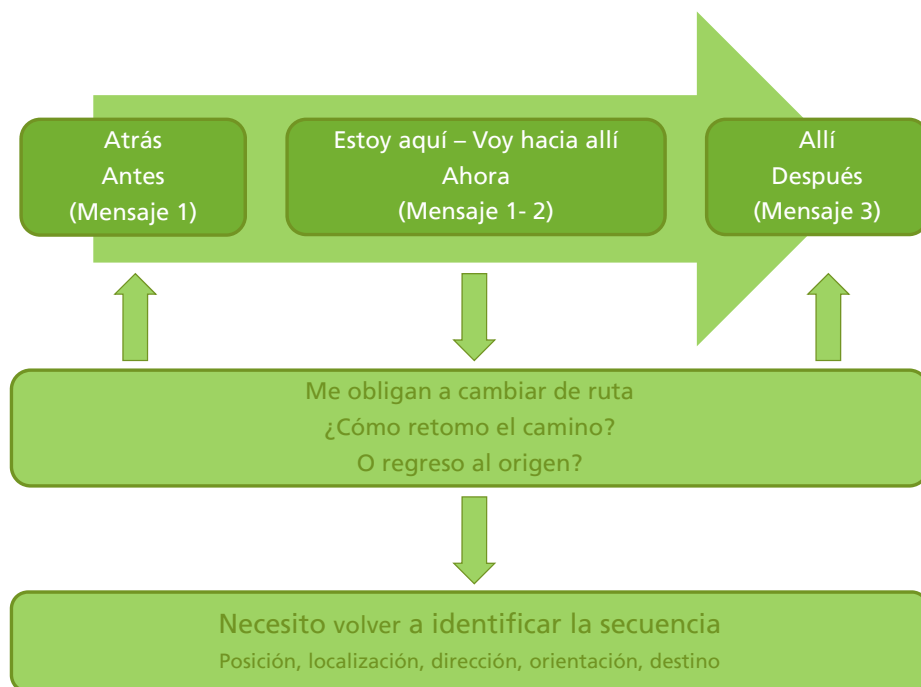 Atrás
Antes
(Mensaje 1)
Estoy aquí – Voy hacia allí
Ahora
(Mensaje 1- 2)
Allí
Después
(Mensaje 3)
Me obligan a cambiar de ruta
¿Cómo retomo el camino?
O regreso al origen?
Necesito volver a identificar la secuencia
Posición, localización, dirección, orientación, destino